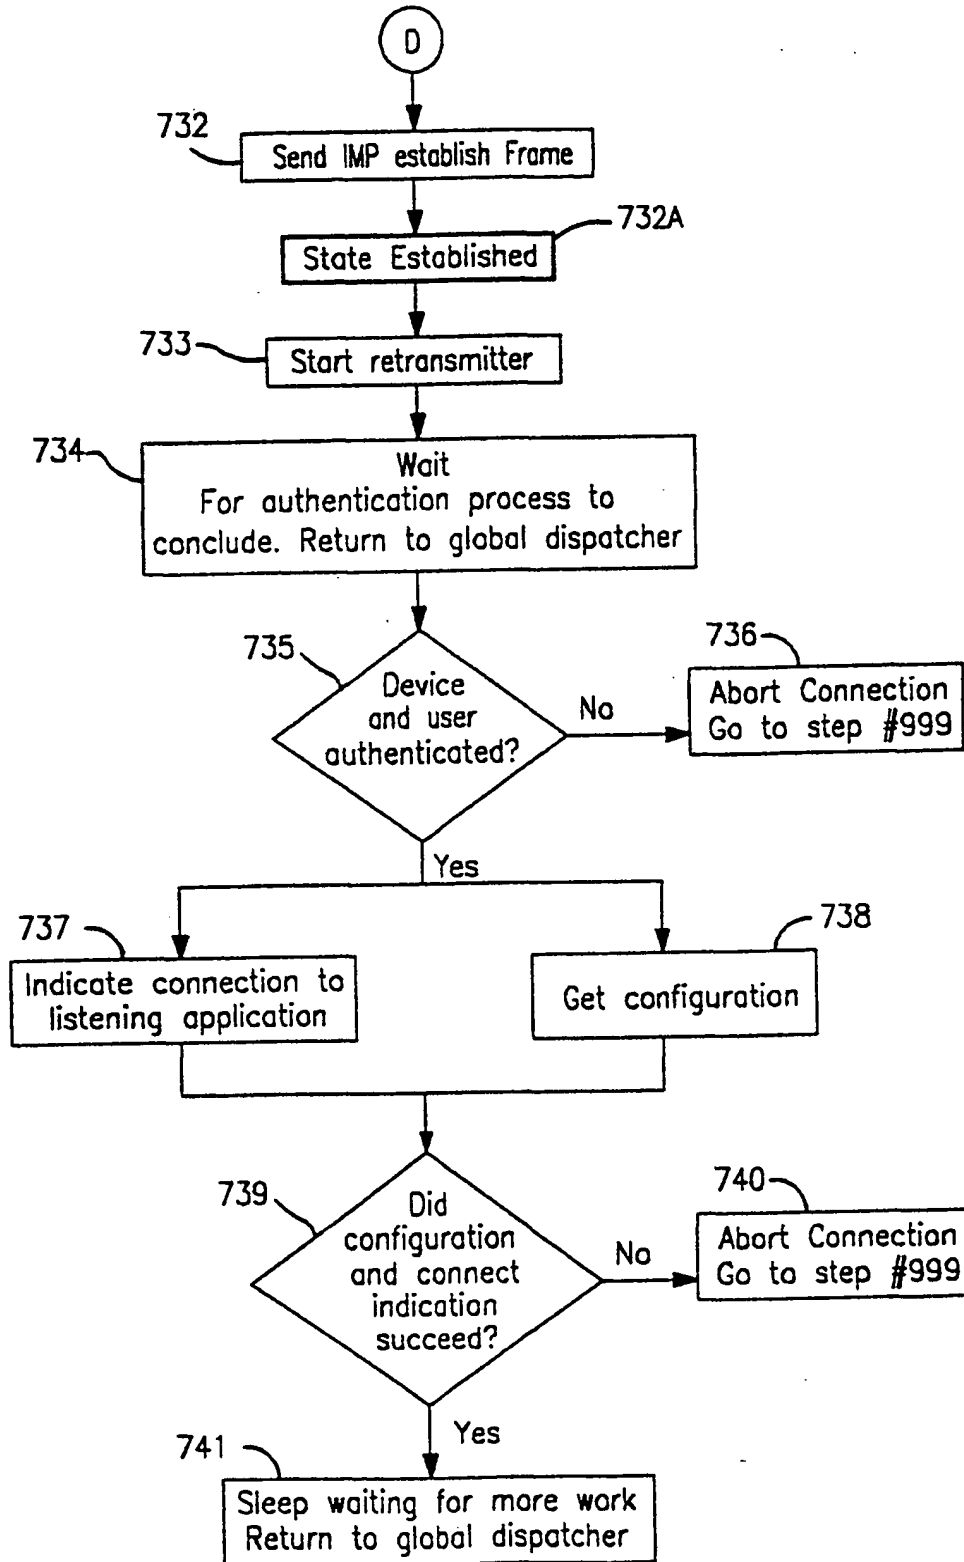 D
732
Send IMP establish Frame
732A
State Established
733
Start retransmitter
734
Wait
For authentication process to
conclude. Return to global dispatcher
735
Device
and user
authenticated?
No
736
Abort Connection
Go to step #999
Yes
737
Indicate connection to
listening application
738
Get configuration
739
Did
configuration
and connect
indication
succeed?
No
740
Abort Connection
Go to step #999
Yes
741
Sleep waiting for more work
Return to global dispatcher